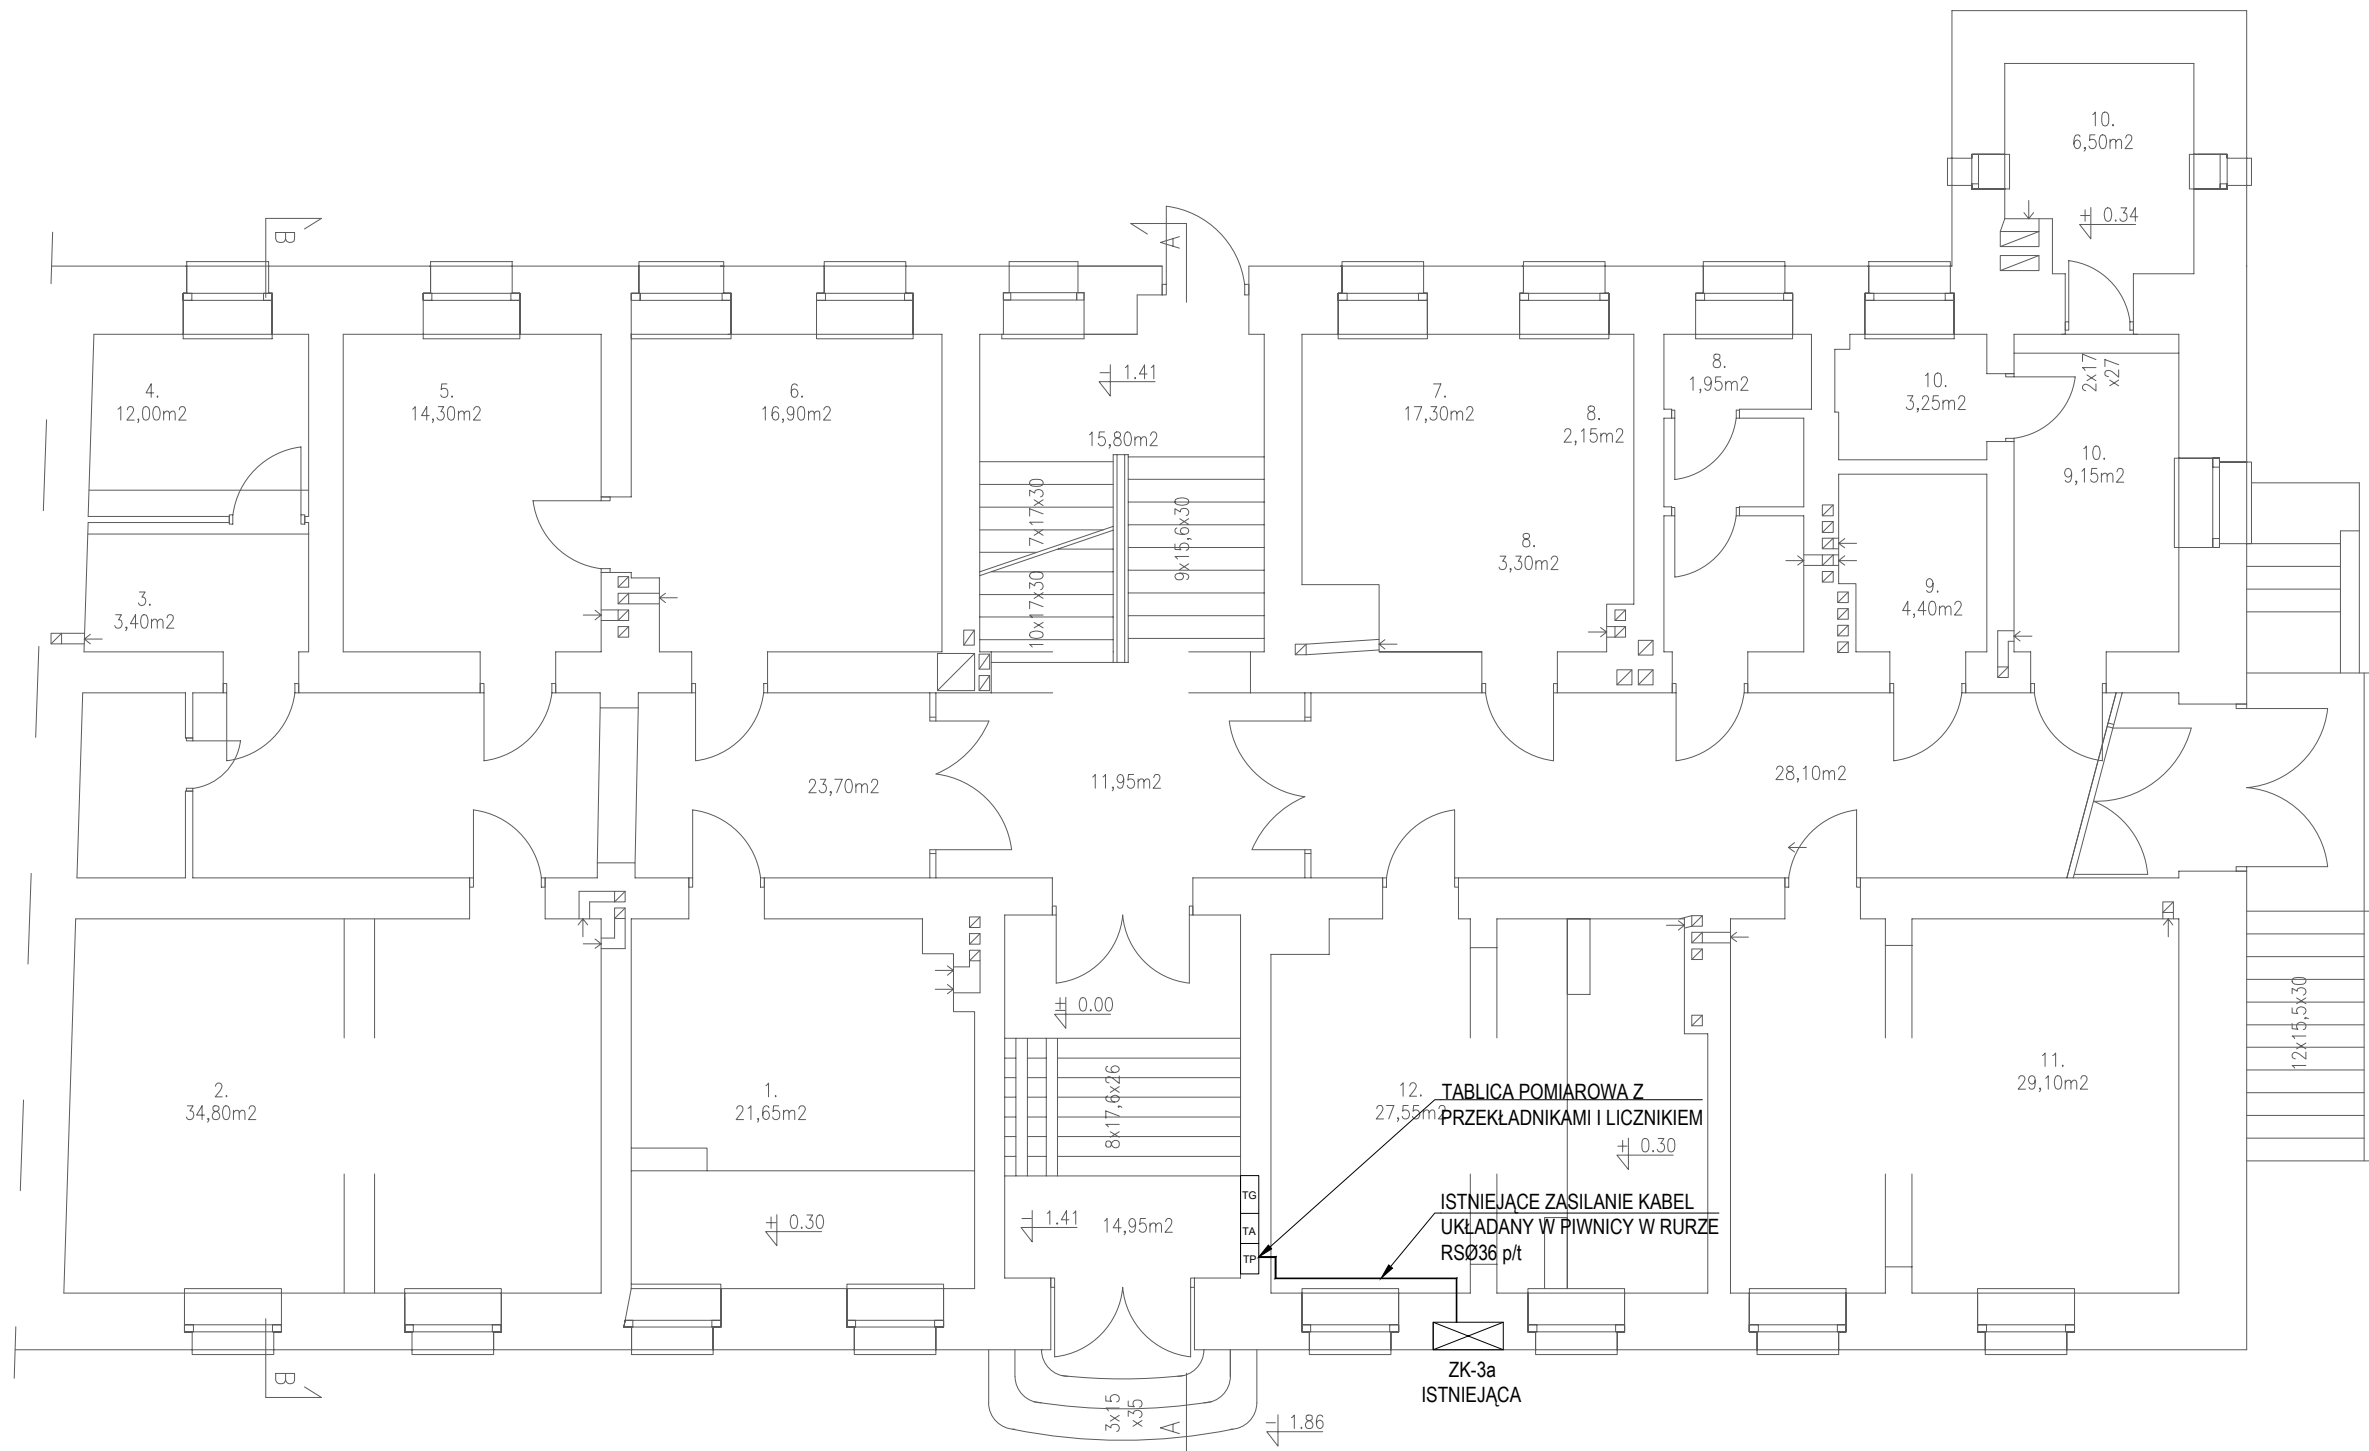 10.
6,50m2
± 0.34
B
A
4.
12,00m2
5.
14,30m2
6.
16,90m2
1.41
15,80m2
7.
17,30m2
8.
2,15m2
8.
1,95m2
10.
3,25m2
2x17
x27
10.
9,15m2
7x17x30
10x17x30
9x15,6x30
8.
3,30m2
9.
4,40m2
3.
3,40m2
23,70m2
11,95m2
28,10m2
± 0.00
12x15,5x30
2.
34,80m2
1.
21,65m2
8x17,6x26
12.
27,55m2
TABLICA POMIAROWA Z
PRZEKŁADNIKAMI I LICZNIKIEM
± 0.30
11.
29,10m2
± 0.30
1.41
14,95m2
TG
TA
TP
ISTNIEJĄCE ZASILANIE KABEL
UKŁADANY W PIWNICY W RURZE
RSØ36 p/t
ZK-3a
ISTNIEJĄCA
B
3x15
x35
A
1.86